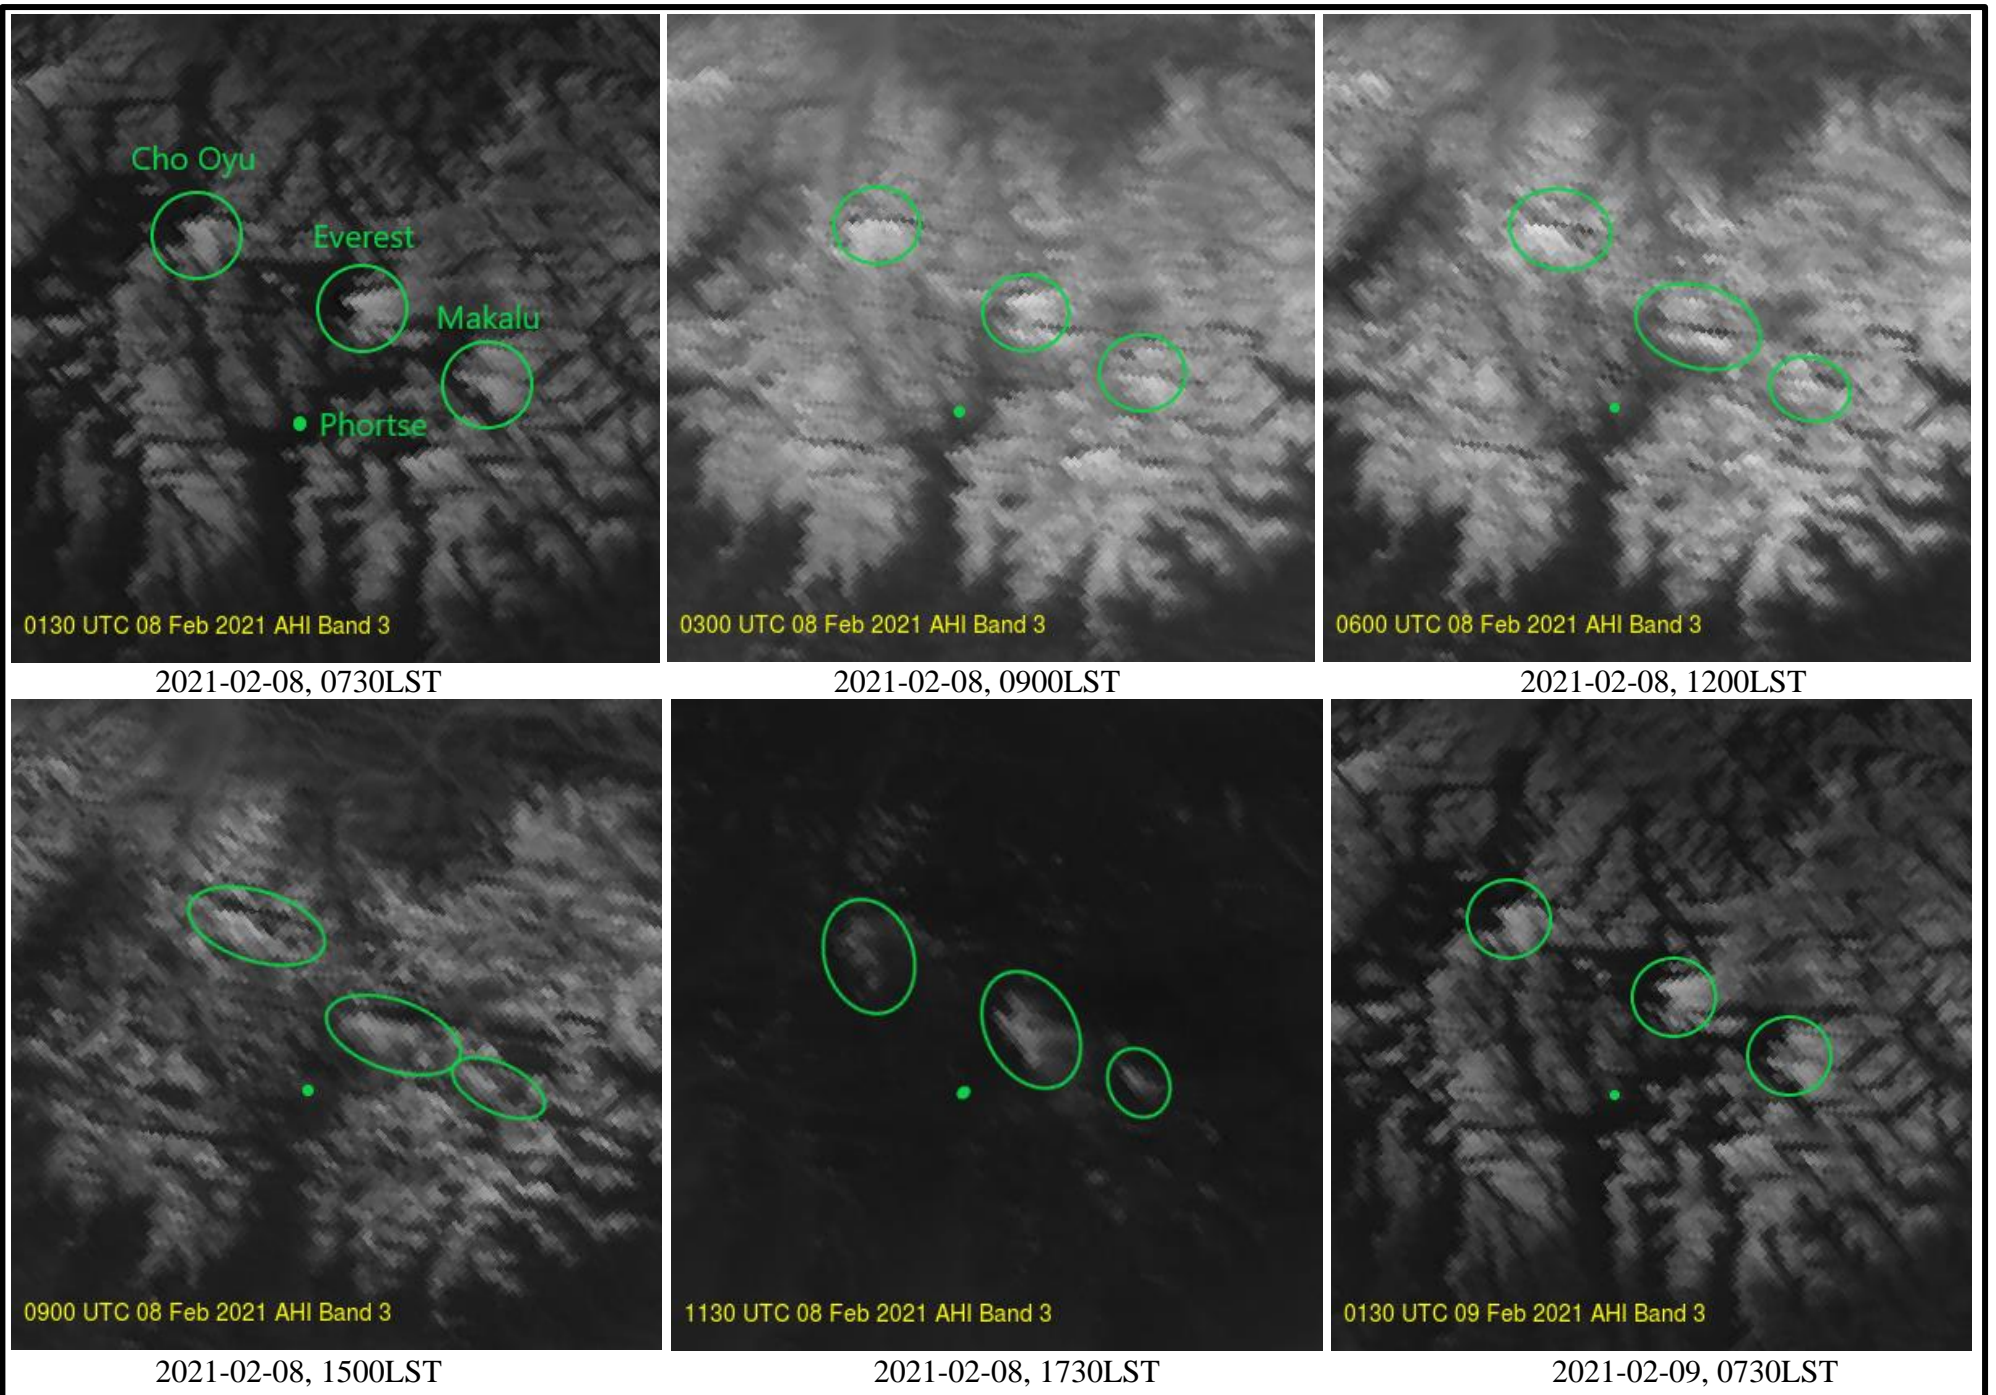 Cho Oyu
Everest
Makalu
Phortse
0130 UTC 08 Feb 2021 AHI Band 3
0300 UTC 08 Feb 2021 AHI Band 3
0600 UTC 08 Feb 2021 AHI Band 3
2021-02-08, 0730LST
2021-02-08, 0900LST
2021-02-08, 1200LST
0900 UTC 08 Feb 2021 AHI Band 3
1130 UTC 08 Feb 2021 AHI Band 3
0130 UTC 09 Feb 2021 AHI Band 3
2021-02-08, 1500LST
2021-02-08, 1730LST
2021-02-09, 0730LST